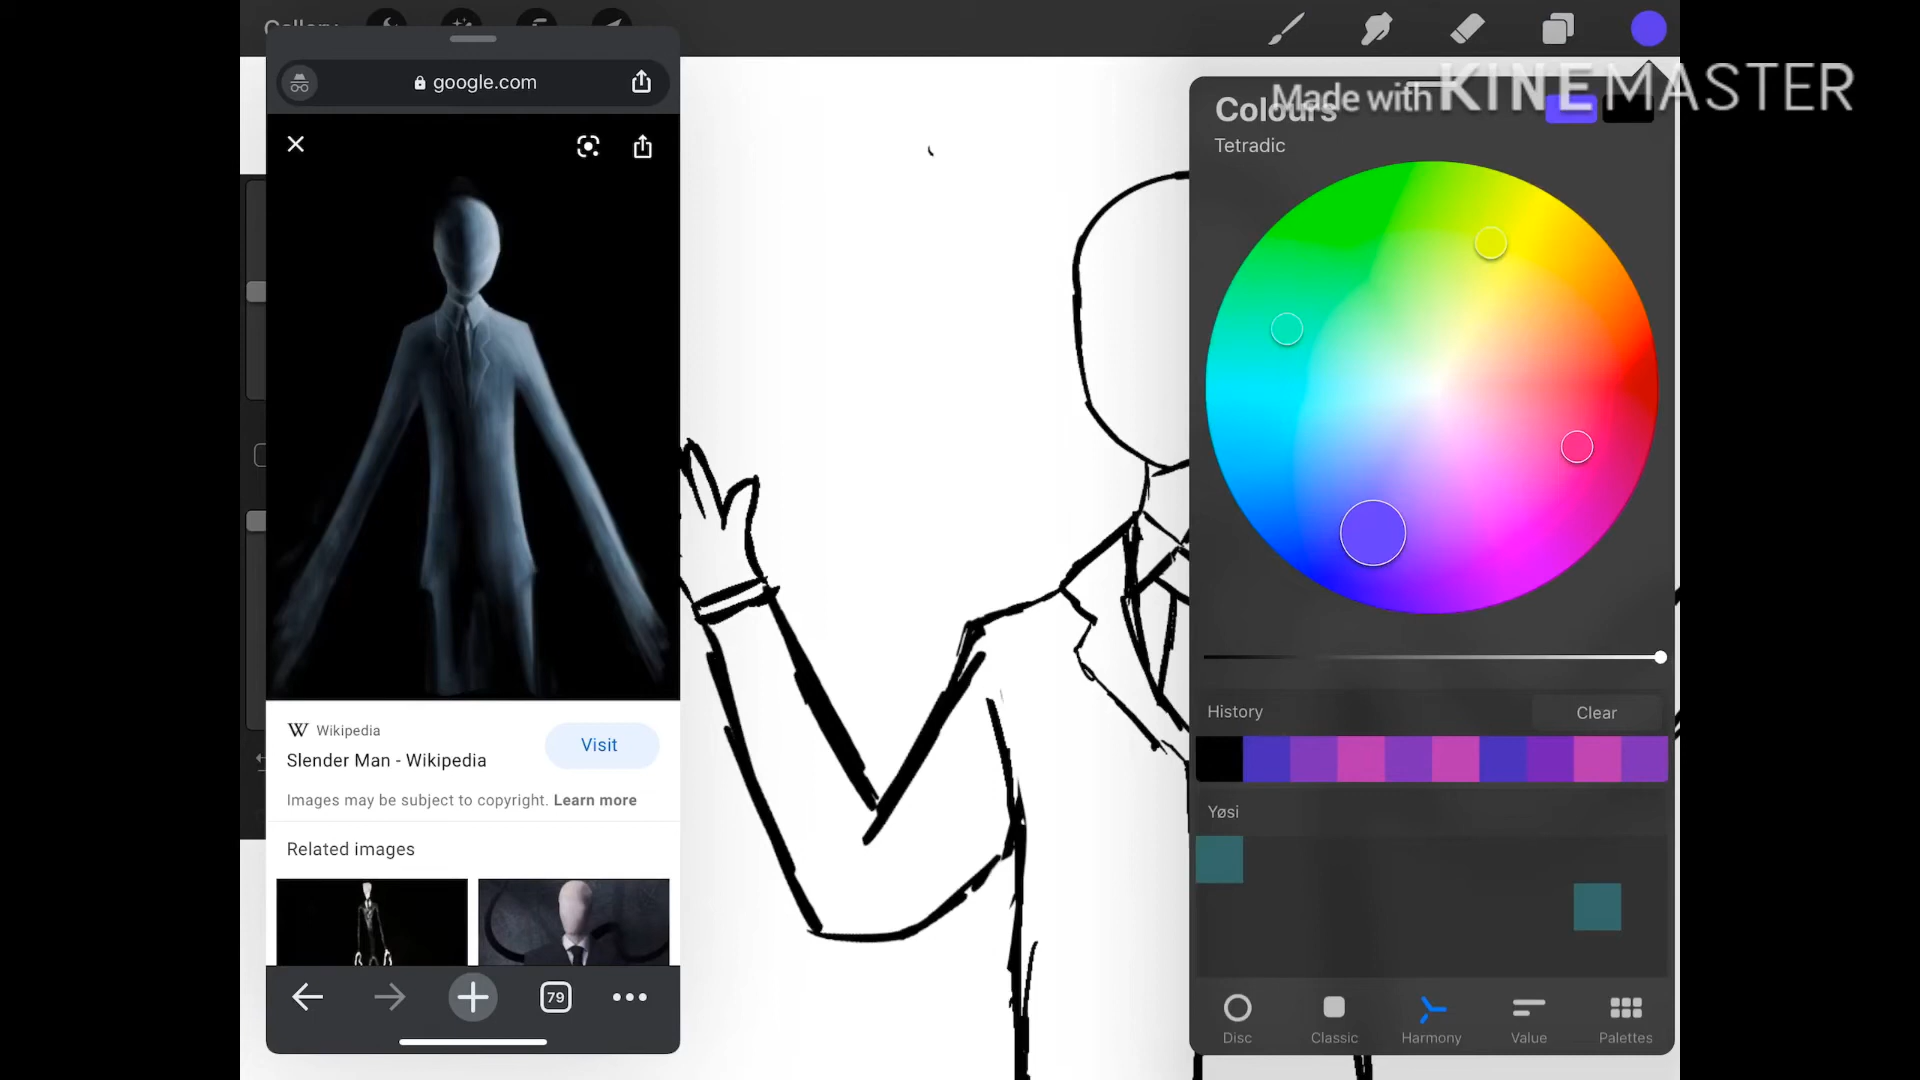 Gallery
google.com
Made with KINEMASTER
Colours
Tetradic
W Wikipedia
Visit
Slender Man - Wikipedia
Images may be subject to copyright. Learn more
Related images
79
History
Clear
Yøsi
Disc
Classic
Harmony
Value
Palettes